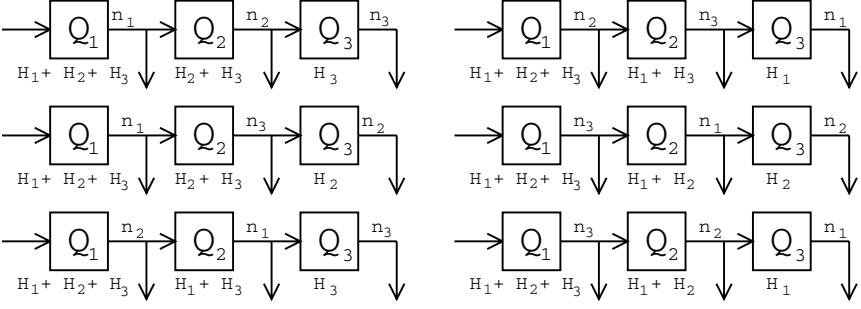 Q₁ n₁ Q₂ n₂ Q₃ n₃
H₁+ H₂+ H₃ H₂+ H₃ H₃
Q₁ n₂ Q₂ n₃ Q₃ n₁
H₁+ H₂+ H₃ H₁+ H₃ H₁
Q₁ n₁ Q₂ n₃ Q₃ n₂
H₁+ H₂+ H₃ H₂+ H₃ H₂
Q₁ n₃ Q₂ n₁ Q₃ n₂
H₁+ H₂+ H₃ H₁+ H₂ H₂
Q₁ n₂ Q₂ n₁ Q₃ n₃
H₁+ H₂+ H₃ H₁+ H₃ H₃
Q₁ n₃ Q₂ n₂ Q₃ n₁
H₁+ H₂+ H₃ H₁+ H₂ H₁